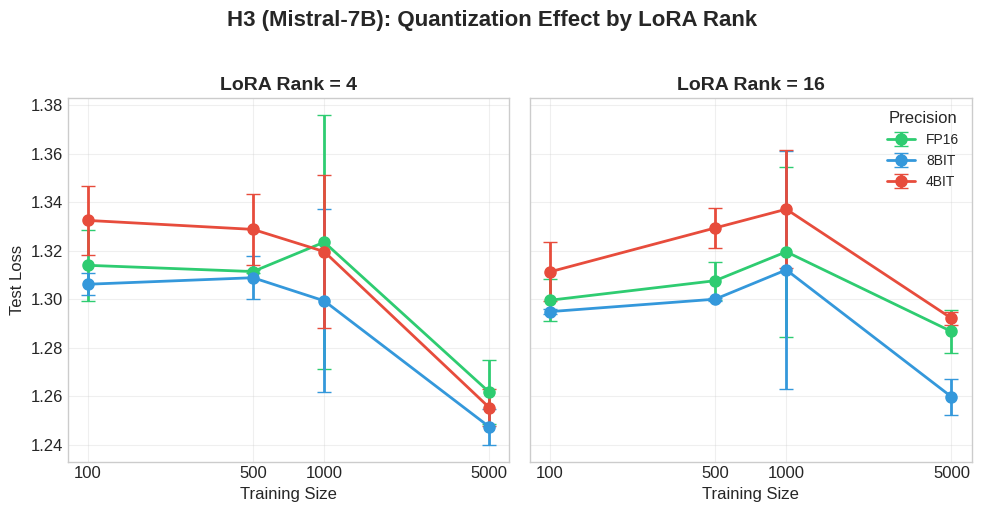 H3 (Mistral-7B): Quantization Effect by LoRA Rank
LoRA Rank = 4
Test Loss
1.38
1.36
1.34
1.32
1.30
1.28
1.26
1.24
100
500
1000
5000
Training Size
LoRA Rank = 16
Precision
FP16
8BIT
4BIT
100
500
1000
5000
Training Size